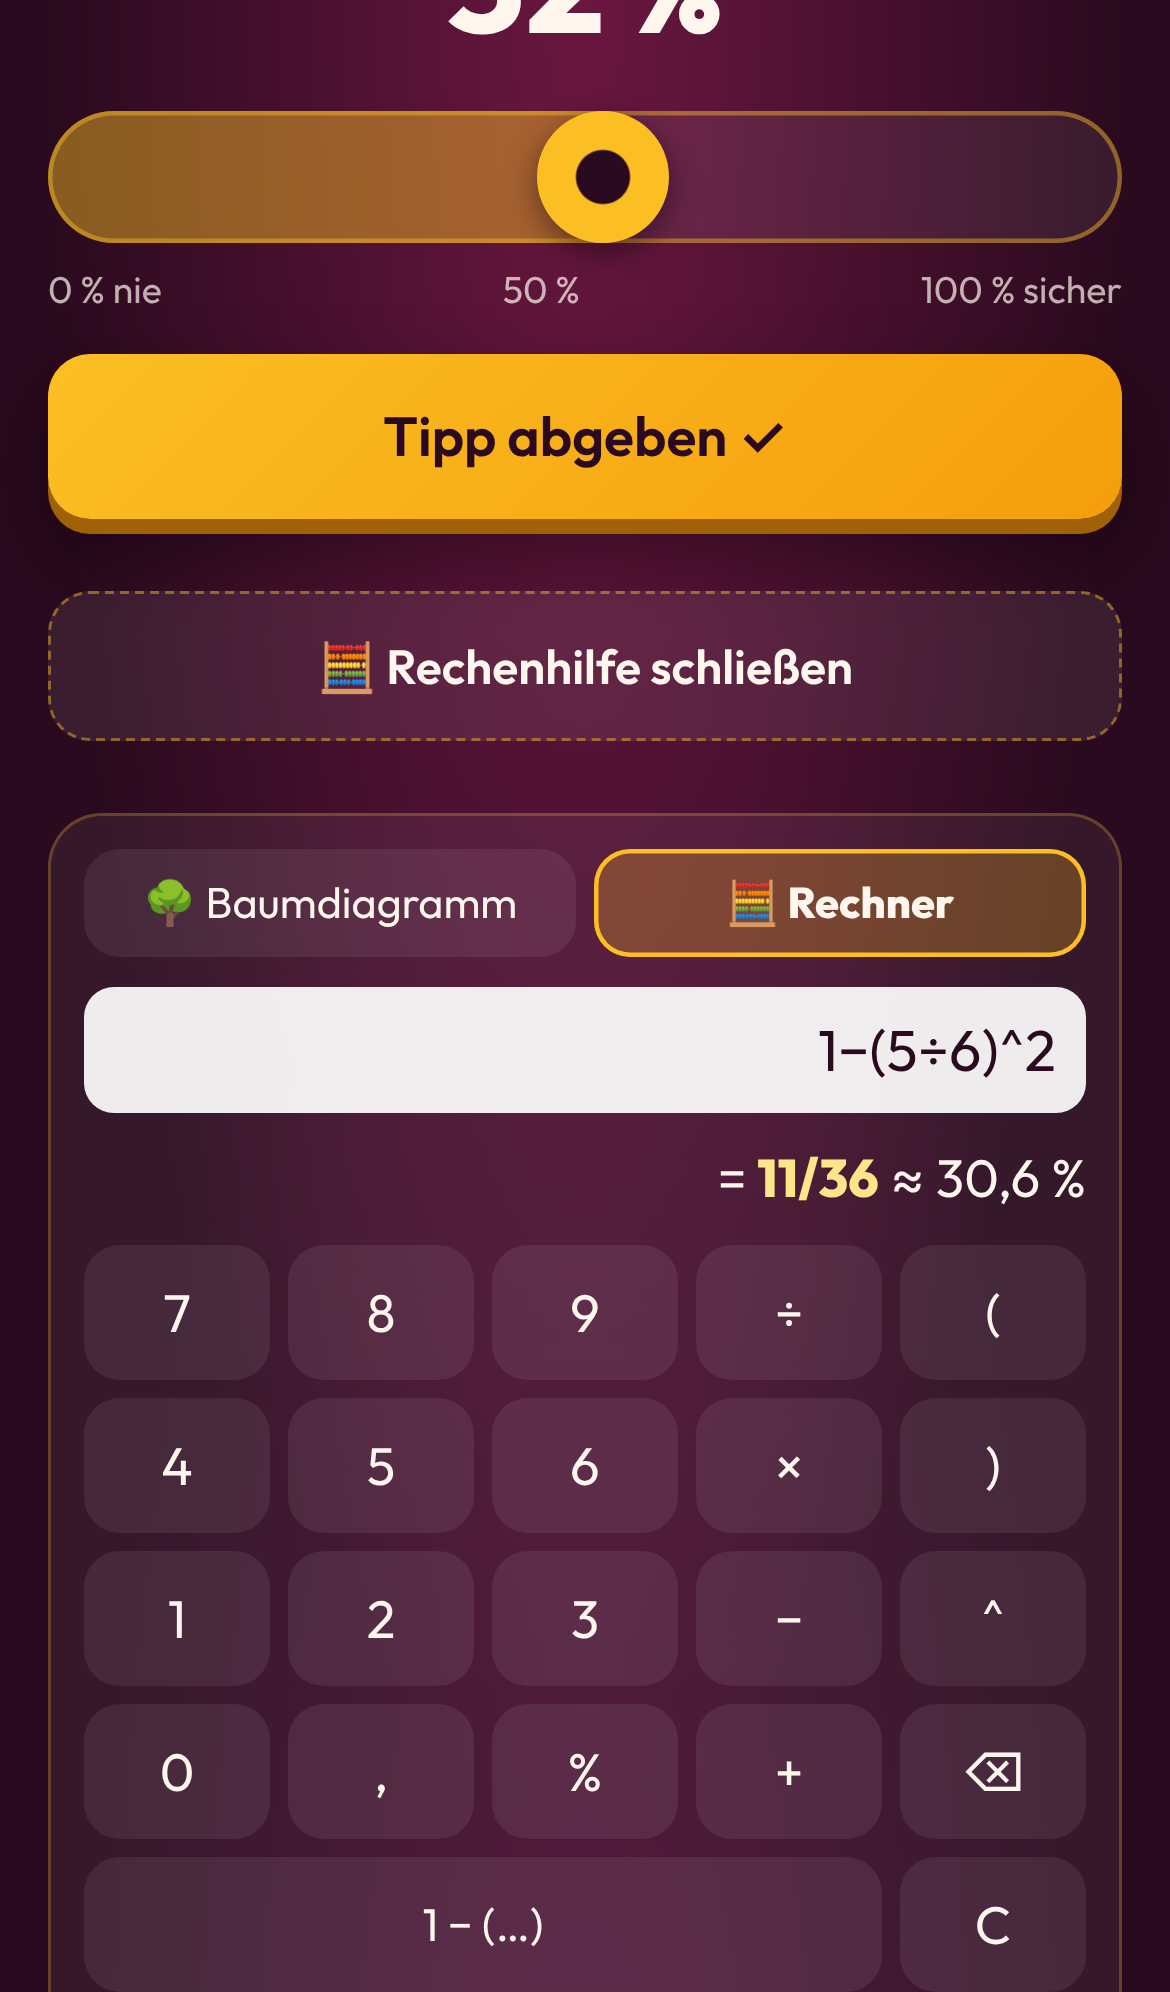 52 %
0 % nie 50 % 100 % sicher
Tipp abgeben ✓
🧮 Rechenhilfe schließen
🌳 Baumdiagramm 🧮 Rechner
1−(5÷6)^2
= 11/36 ≈ 30,6 %
7 8 9 ÷ (
4 5 6 × )
1 2 3 − ^
0 , % + ⌫
1 − (…) C